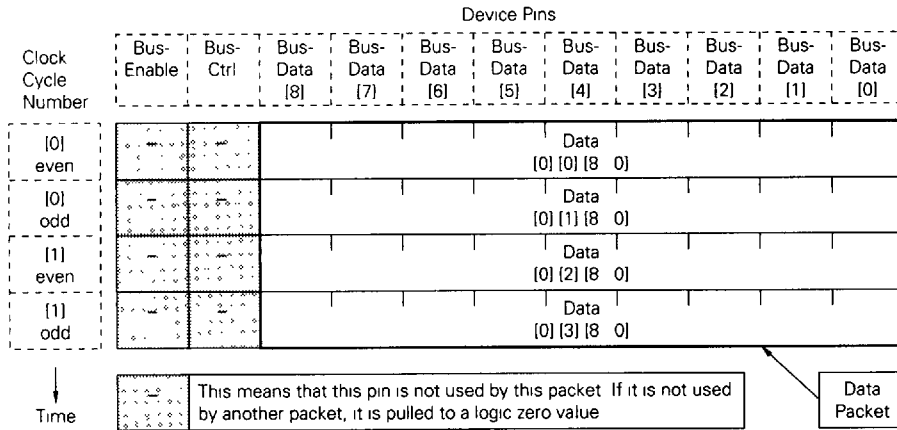 Device Pins
Clock
Cycle
Number
Bus-
Enable
Bus-
Ctrl
Bus-
Data
[8]
Bus-
Data
[7]
Bus-
Data
[6]
Bus-
Data
[5]
Bus-
Data
[4]
Bus-
Data
[3]
Bus-
Data
[2]
Bus-
Data
[1]
Bus-
Data
[0]
[0]
even
Data
[0] [0] [8 0]
[0]
odd
Data
[0] [1] [8 0]
[1]
even
Data
[0] [2] [8 0]
[1]
odd
Data
[0] [3] [8 0]
Time
This means that this pin is not used by this packet If it is not used
by another packet, it is pulled to a logic zero value
Data
Packet